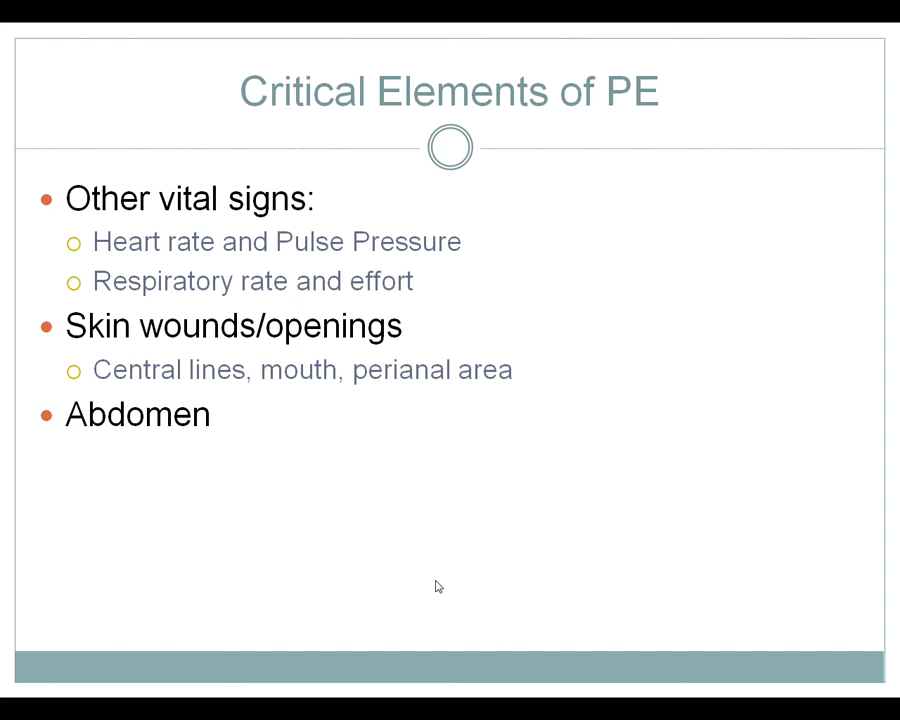 Critical Elements of PE
Other vital signs:
Heart rate and Pulse Pressure
Respiratory rate and effort
Skin wounds/openings
Central lines, mouth, perianal area
Abdomen